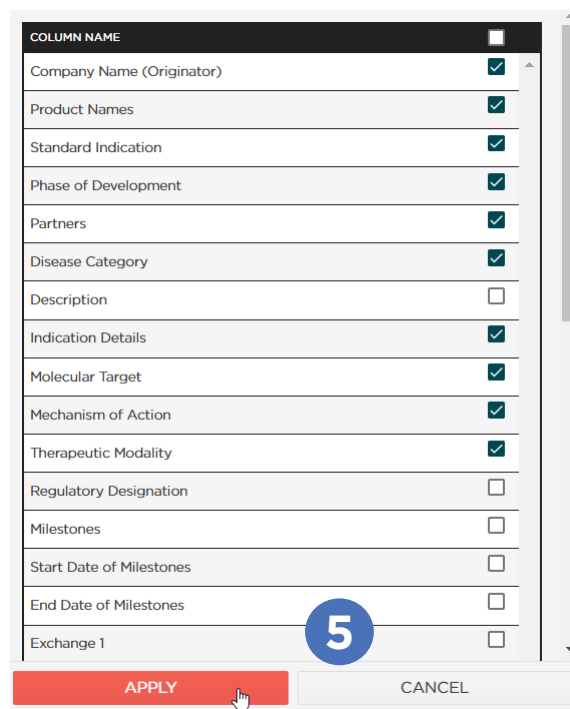 COLUMN NAME
Company Name (Originator)
Product Names
Standard Indication
Phase of Development
Partners
Disease Category
Description
Indication Details
Molecular Target
Mechanism of Action
Therapeutic Modality
Regulatory Designation
Milestones
Start Date of Milestones
End Date of Milestones
Exchange 1
5
APPLY
CANCEL